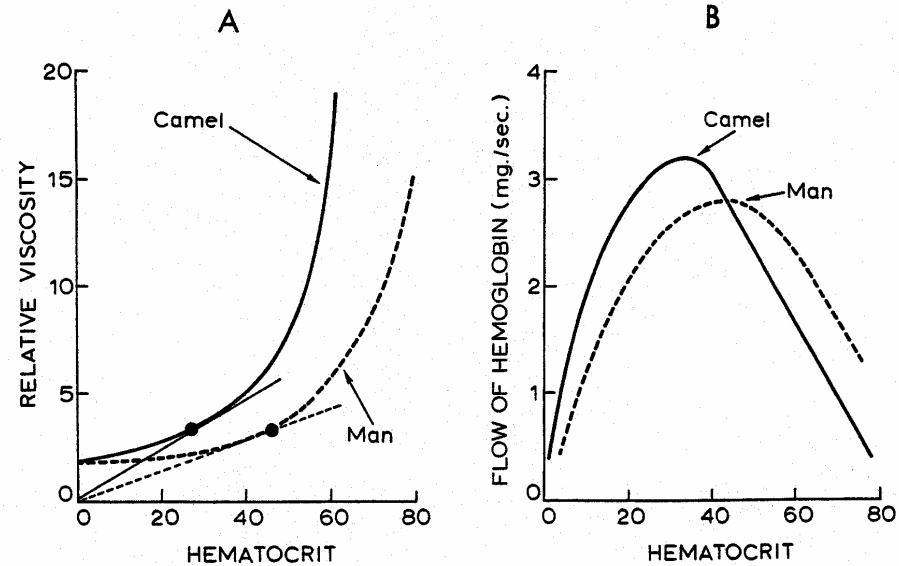 A
B
RELATIVE VISCOSITY
20
15
10
5
0
Camel
Man
0 20 40 60 80
HEMATOCRIT
FLOW OF HEMOGLOBIN (mg./sec.)
4
3
2
1
0
Camel
Man
0 20 40 60 80
HEMATOCRIT